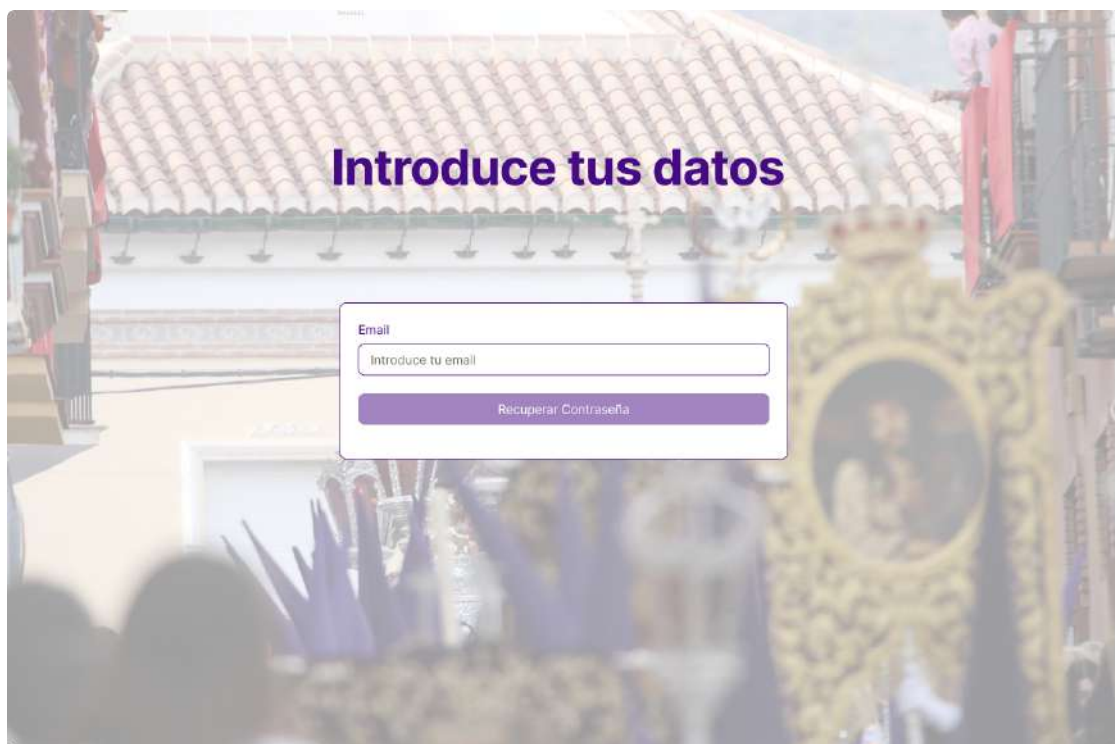 Introduce tus datos
Email
Introduce tu email
Recuperar Contraseña